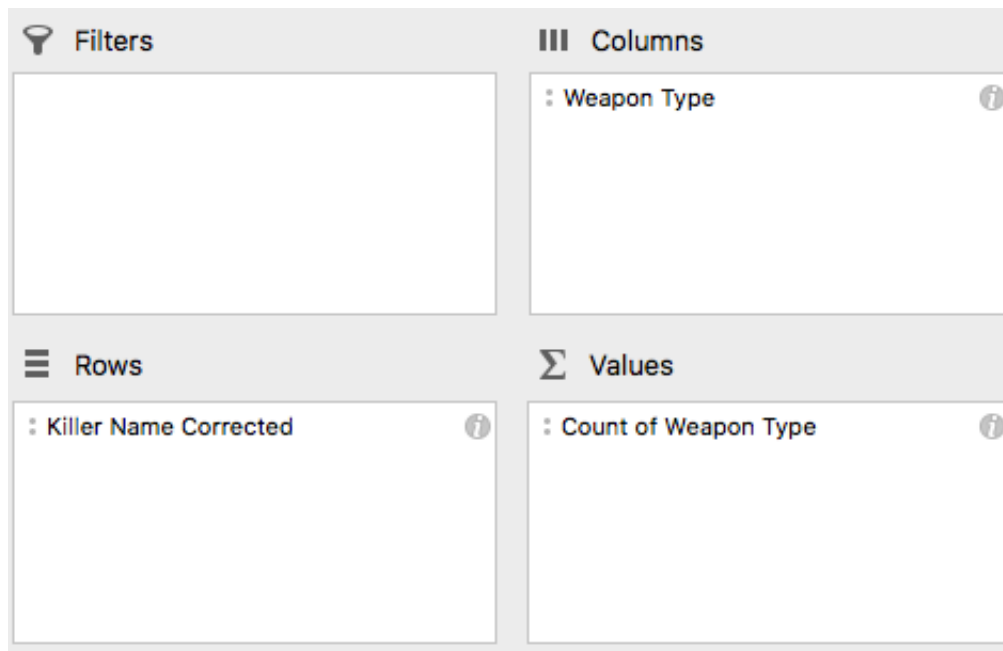 Filters
Columns
Weapon Type
Rows
Values
Killer Name Corrected
Count of Weapon Type